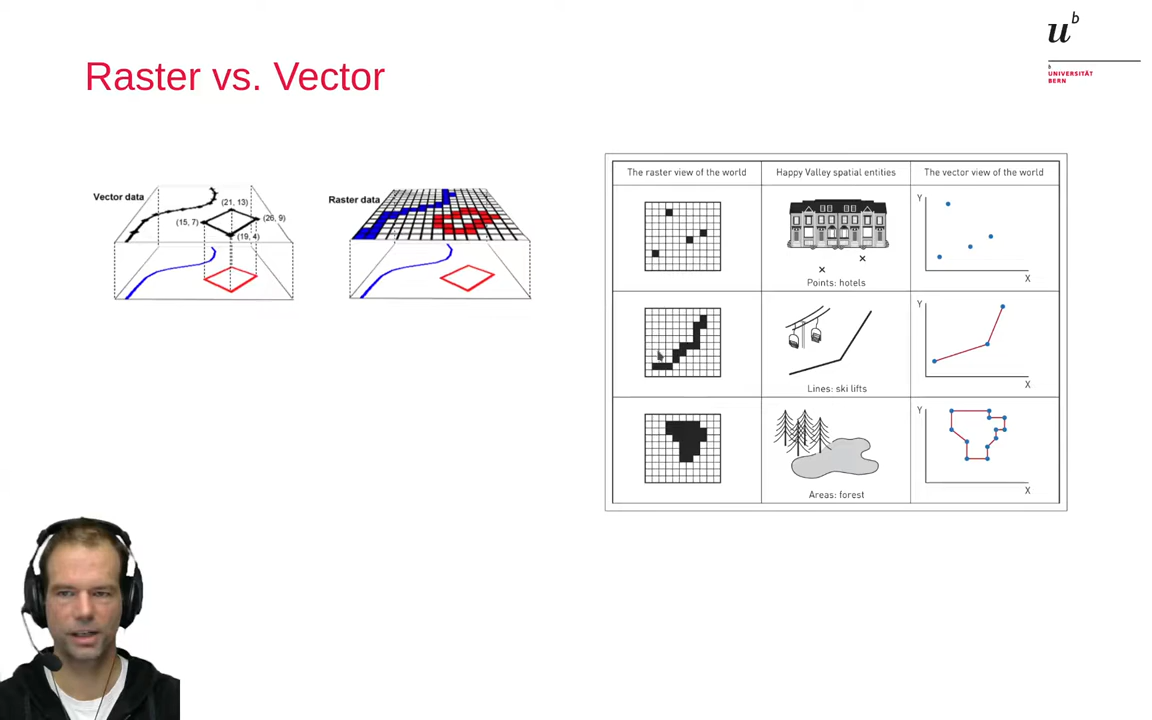 u b
b
UNIVERSITÄT
BERN
Raster vs. Vector
Vector data
(21, 13)
(15, 7)
(26, 9)
(19, 4)
Raster data
The raster view of the world
Happy Valley spatial entities
The vector view of the world
Points: hotels
Y
X
Lines: ski lifts
Y
X
Areas: forest
Y
X